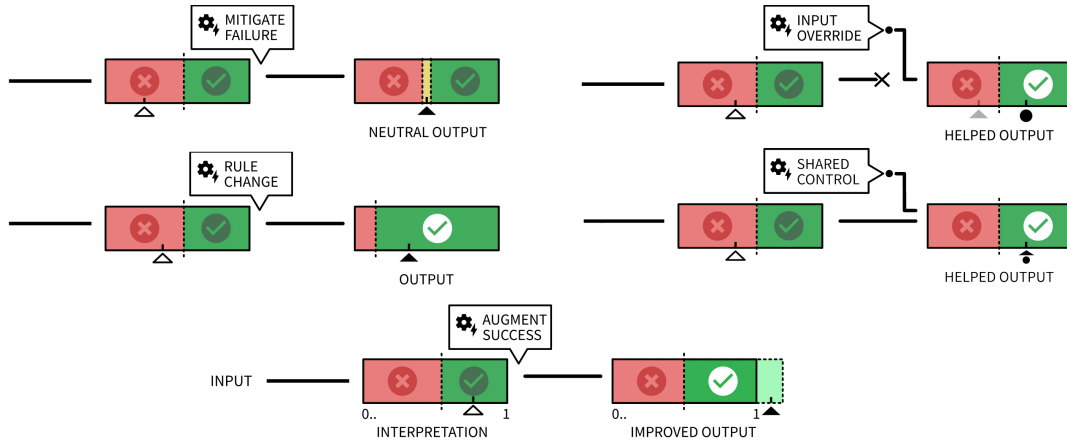 MITIGATE
FAILURE
NEUTRAL OUTPUT
INPUT
OVERRIDE
HELPED OUTPUT
RULE
CHANGE
OUTPUT
SHARED
CONTROL
HELPED OUTPUT
AUGMENT
SUCCESS
INPUT
0..
1
INTERPRETATION
0..
1
IMPROVED OUTPUT